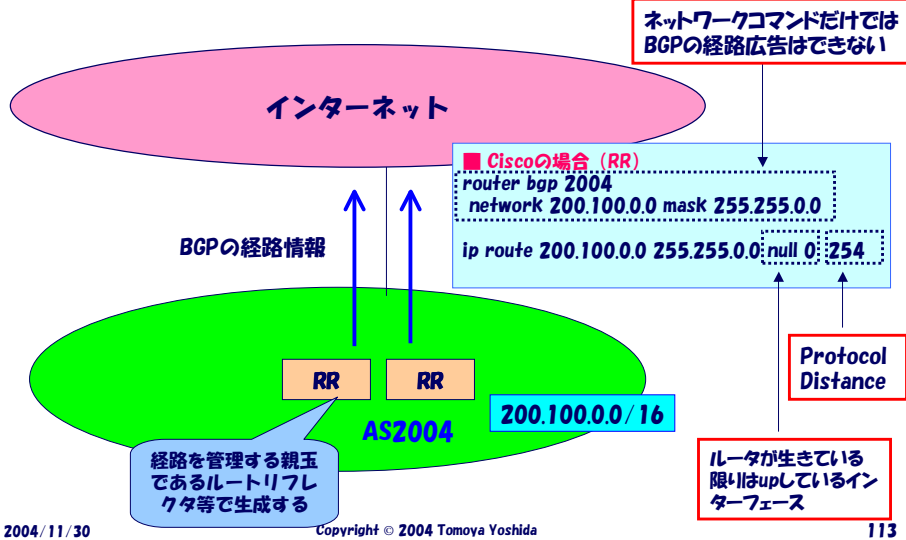 ネットワークコマンドだけでは
BGPの経路広告はできない
インターネット
■ Ciscoの場合（RR）
router bgp 2004
network 200.100.0.0 mask 255.255.0.0
ip route 200.100.0.0 255.255.0.0 null 0 254
BGPの経路情報
Protocol
Distance
RR
RR
AS2004
200.100.0.0/16
経路を管理する親玉
であるルートリフレ
クタ等で生成する
ルータが生きている
限りはupしているイン
ターフェース
2004/11/30
Copyright © 2004 Tomoya Yoshida
113